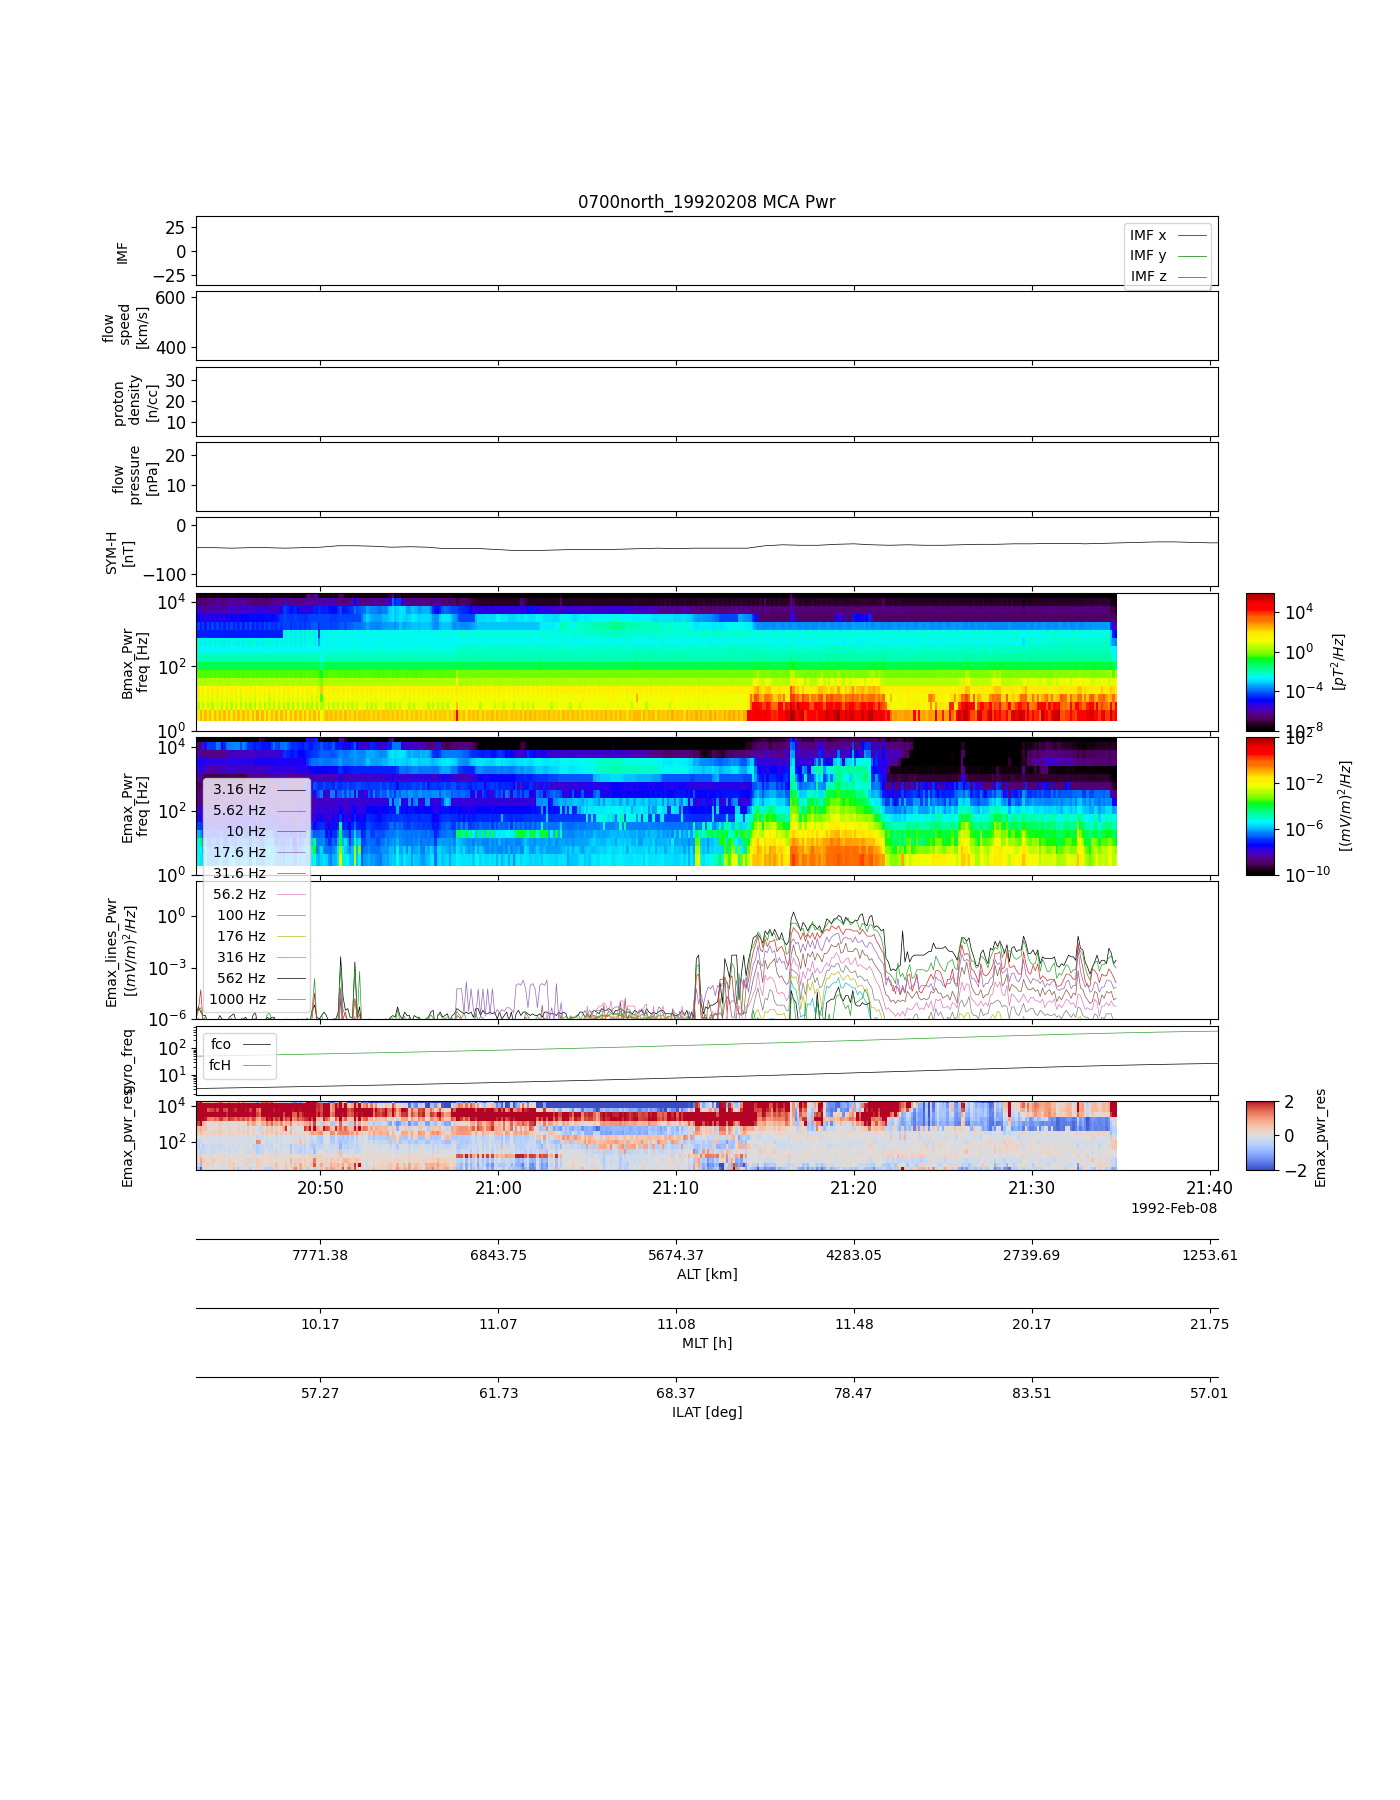 0700north_19920208 MCA Pwr
25
0
−25
IMF
IMF x
IMF y
IMF z
600
400
flow
speed
[km/s]
30
20
10
proton
density
[n/cc]
20
10
flow
pressure
[nPa]
0
−100
SYM-H
[nT]
10^4
10^2
10^0
Bmax_Pwr
freq [Hz]
10^4
10^0
10^−4
10^−8
[pT^2/Hz]
10^4
10^2
10^0
Emax_Pwr
freq [Hz]
10^2
10^−2
10^−6
10^−10
[(mV/m)^2/Hz]
3.16 Hz
5.62 Hz
10 Hz
17.6 Hz
31.6 Hz
56.2 Hz
100 Hz
176 Hz
316 Hz
562 Hz
1000 Hz
10^0
10^−3
10^−6
Emax_lines_Pwr
[(mV/m)^2/Hz]
10^2
10^1
gyro_freq
fco
fcH
10^4
10^2
Emax_pwr_res
2
0
−2
Emax_pwr_res
20:50 21:00 21:10 21:20 21:30 21:40
1992-Feb-08
7771.38 6843.75 5674.37 4283.05 2739.69 1253.61
ALT [km]
10.17 11.07 11.08 11.48 20.17 21.75
MLT [h]
57.27 61.73 68.37 78.47 83.51 57.01
ILAT [deg]